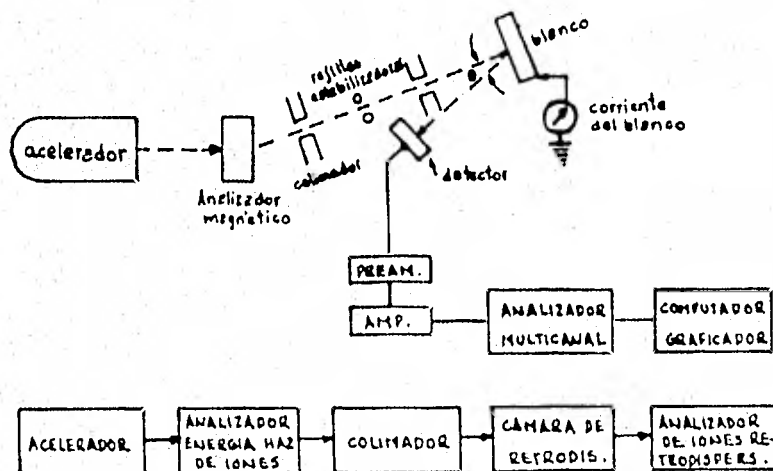 blanco
rejillas
estabilizadoras
θ
corriente
del blanco
acelerador
colimador
detector
Analizador
magnético
PREAM.
AMP.
ANALIZADOR
MULTICANAL
COMPUTADOR
GRAFICADOR
ACELERADOR
ANALIZADOR
ENERGIA HAZ
DE IONES
COLIMADOR
CAMARA DE
RETRODIS.
ANALIZADOR
DE IONES RE-
TRODISPERS.